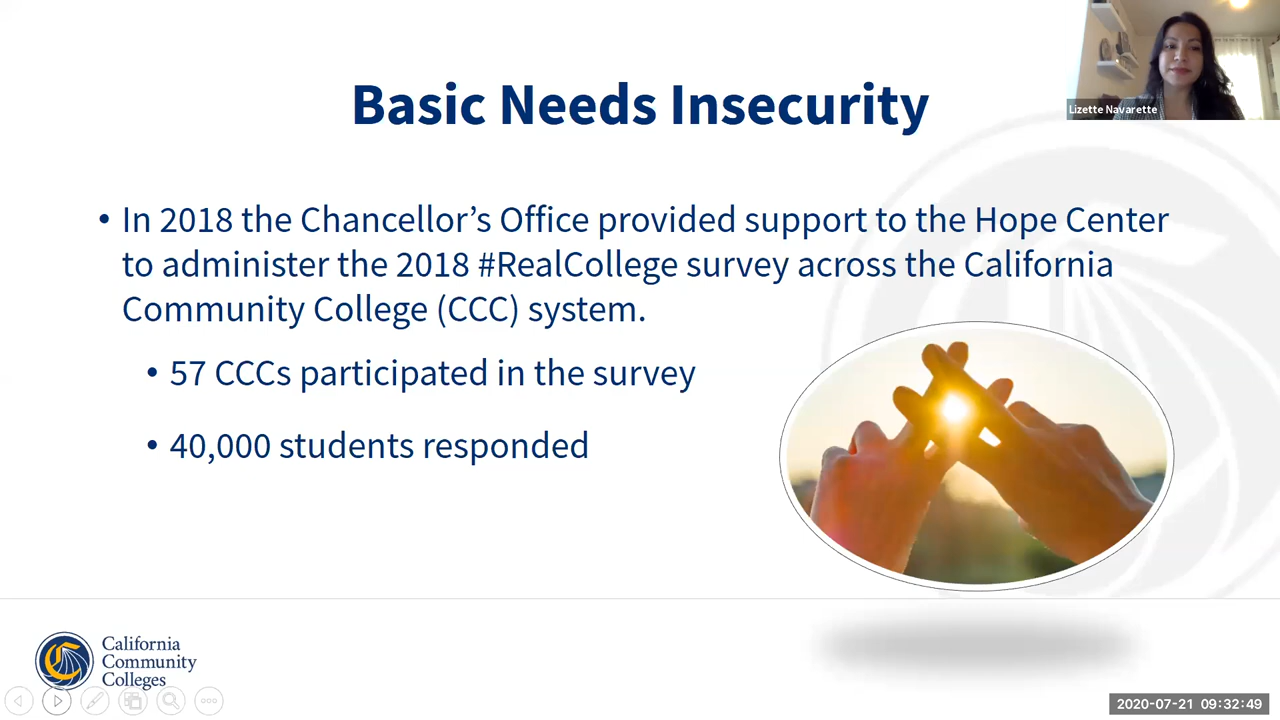 Lizette Navarette
Basic Needs Insecurity
• In 2018 the Chancellor’s Office provided support to the Hope Center
to administer the 2018 #RealCollege survey across the California
Community College (CCC) system.
• 57 CCCs participated in the survey
• 40,000 students responded
California
Community
Colleges
2020-07-21 09:32:49